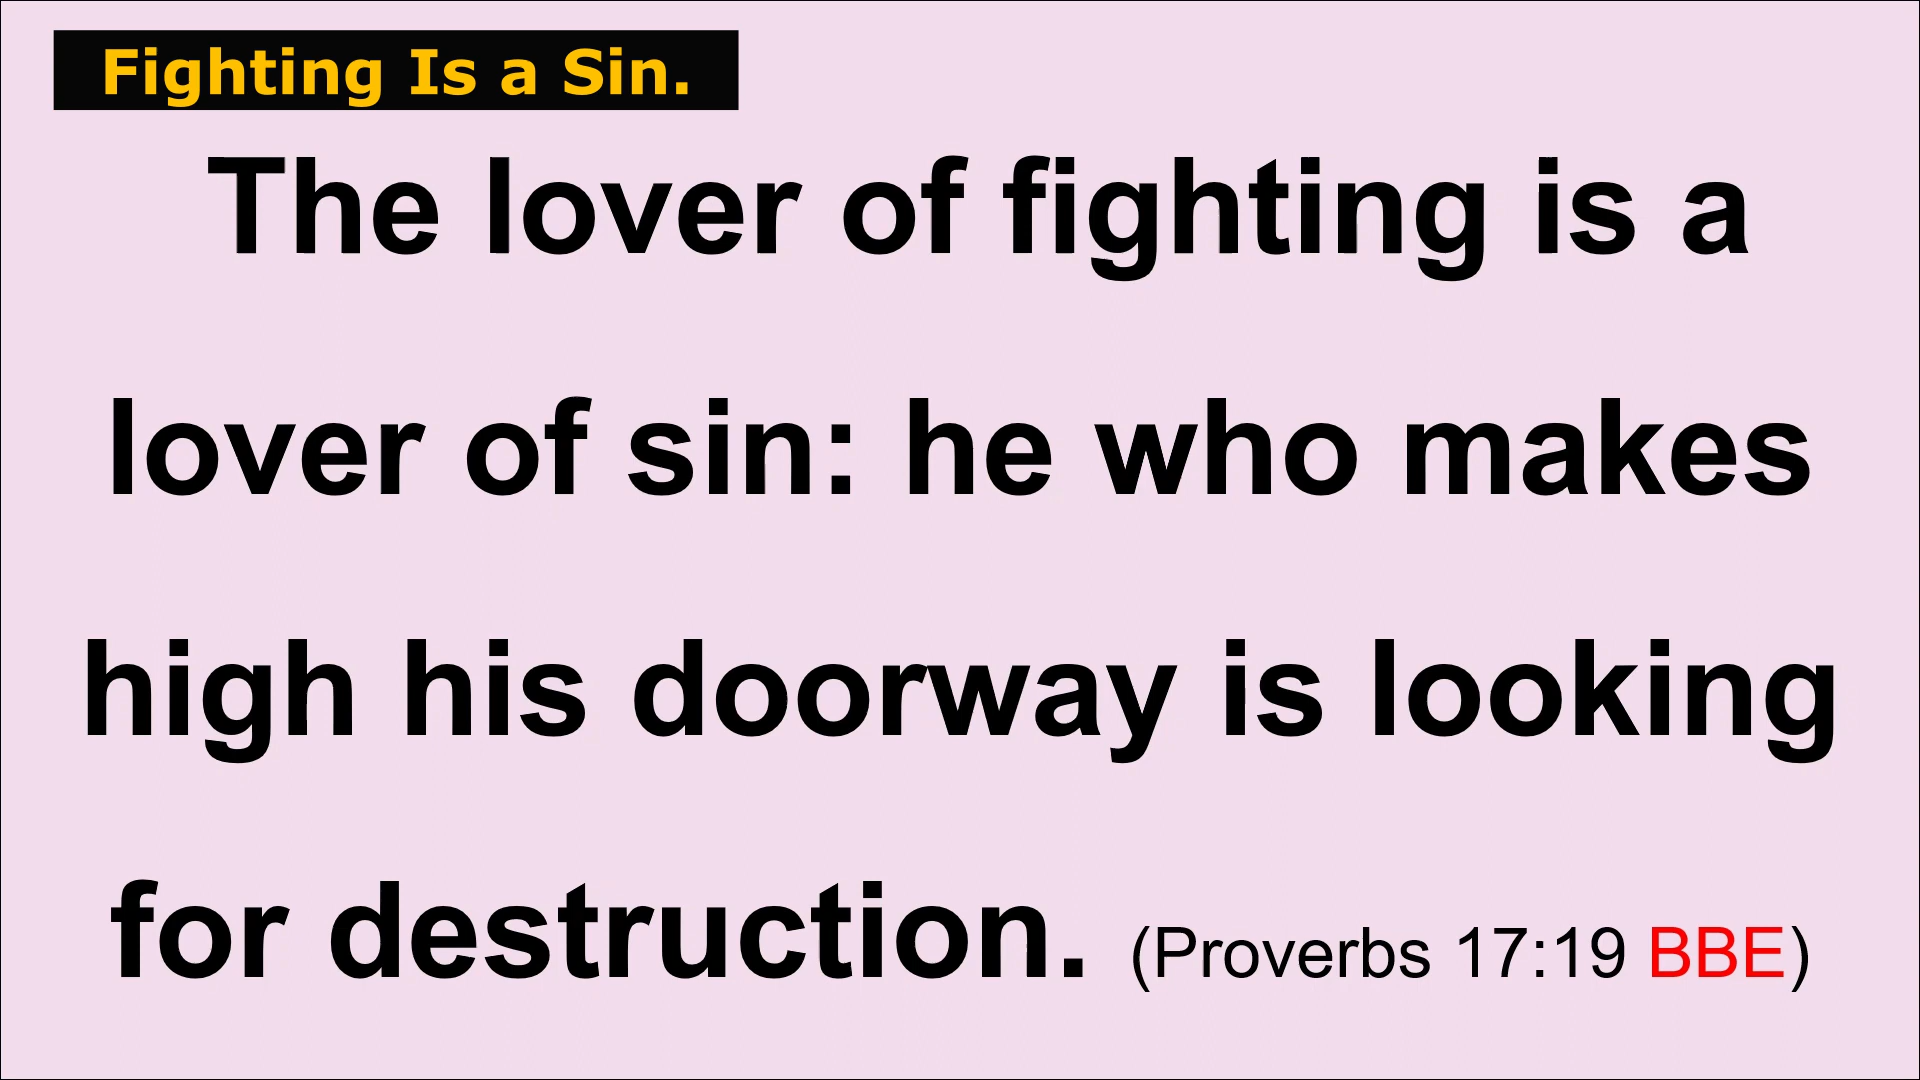 Fighting Is a Sin.
The lover of fighting is a
lover of sin: he who makes
high his doorway is looking
for destruction. (Proverbs 17:19 BBE)